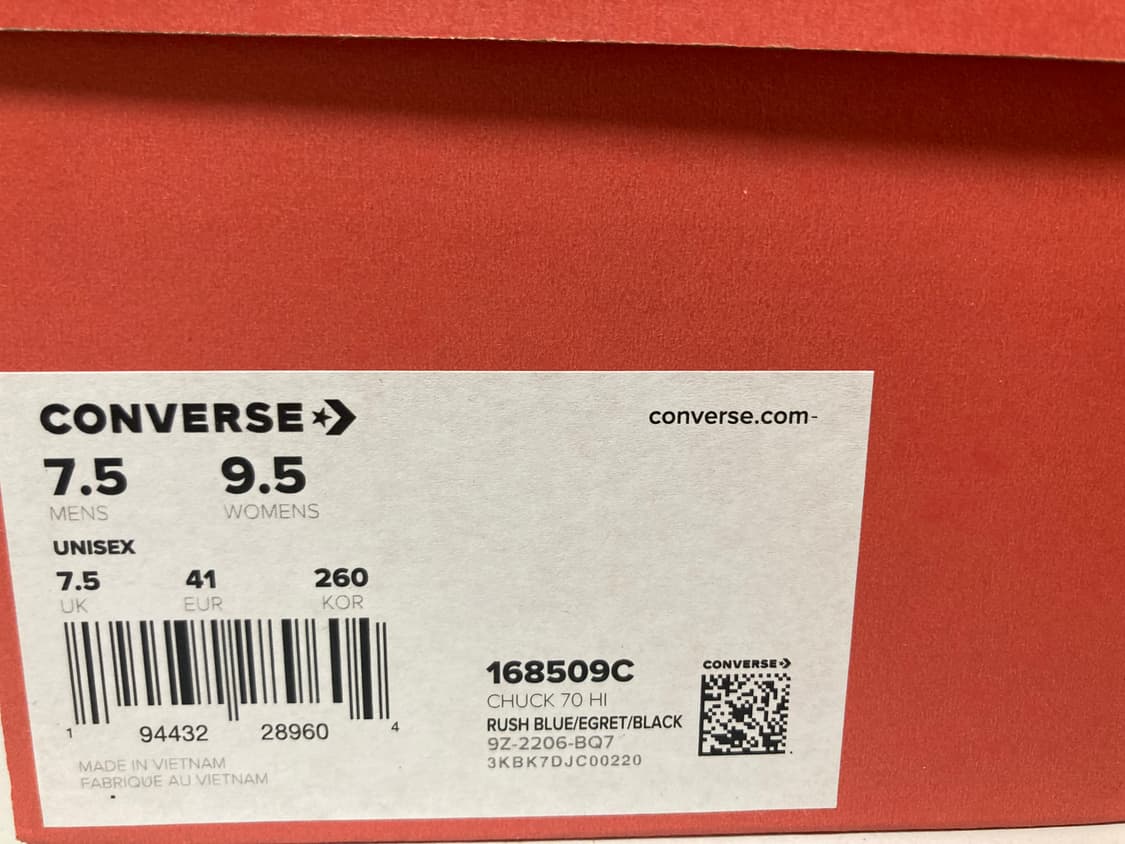 CONVERSE
converse.com-
7.5 9.5
MENS WOMENS
UNISEX
7.5 41 260
UK EUR KOR
1 94432 28960 4
MADE IN VIETNAM
FABRIQUE AU VIETNAM
168509C
CHUCK 70 HI
RUSH BLUE/EGRET/BLACK
9Z-2206-BQ7
3KBK7DJC00220
CONVERSE